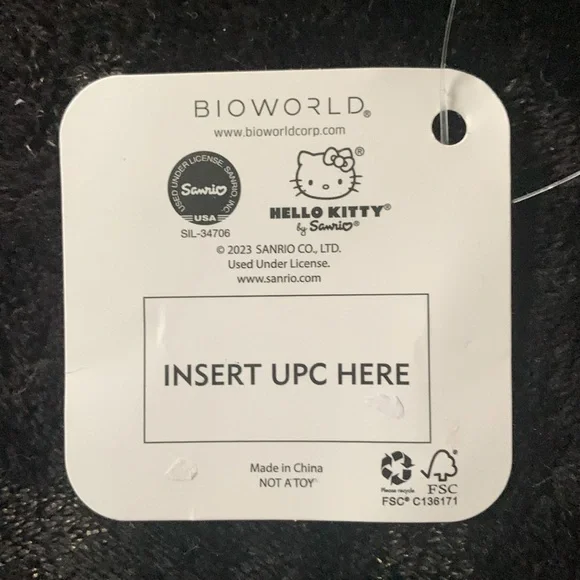 BIOWORLD®
www.bioworldcorp.com
USED UNDER LICENSE. SANRIO, INC.
Sanrio
USA
SIL-34706
®
HELLO KITTY®
by Sanrio®
© 2023 SANRIO CO., LTD.
Used Under License.
www.sanrio.com
INSERT UPC HERE
Made in China
NOT A TOY
Please recycle
FSC
FSC® C136171